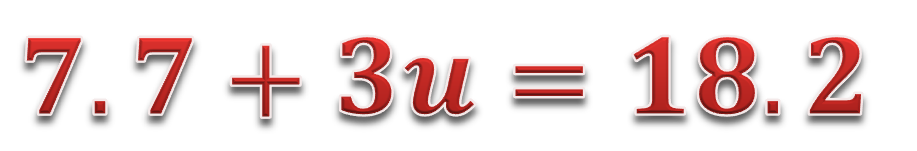 7.7 + 3u = 18.2